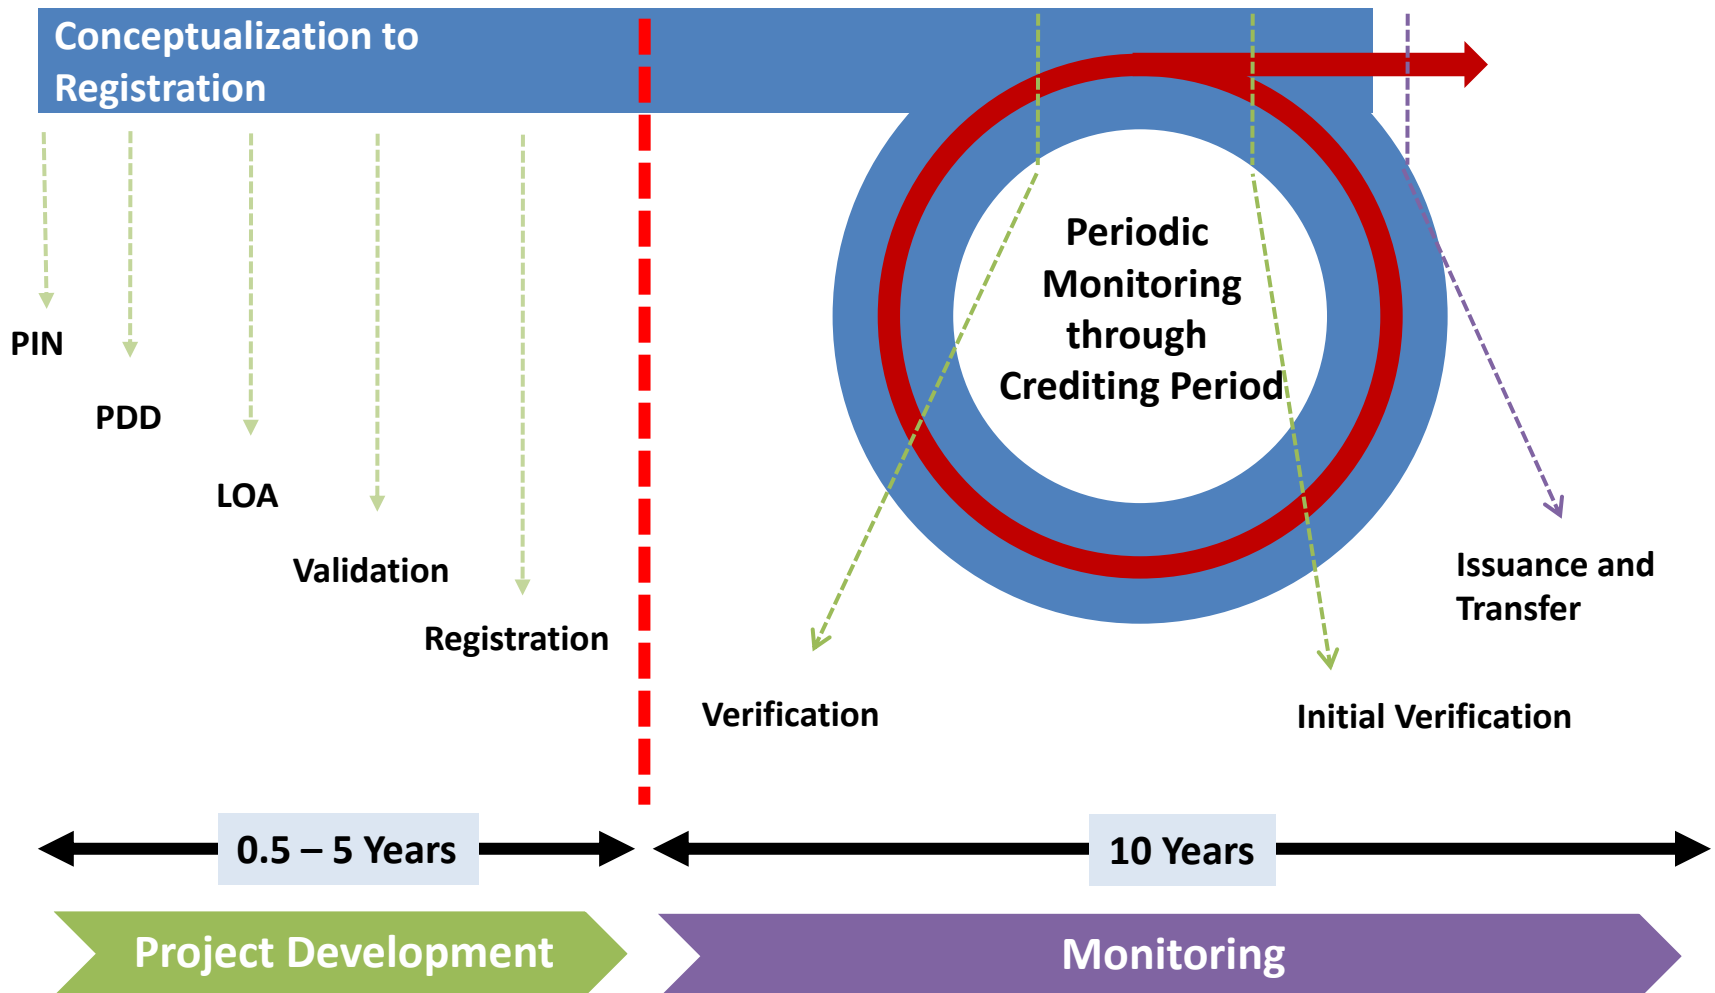 Conceptualization to
Registration
PIN
PDD
LOA
Validation
Registration
Periodic
Monitoring
through
Crediting Period
Verification
Initial Verification
Issuance and
Transfer
0.5 – 5 Years
10 Years
Project Development
Monitoring